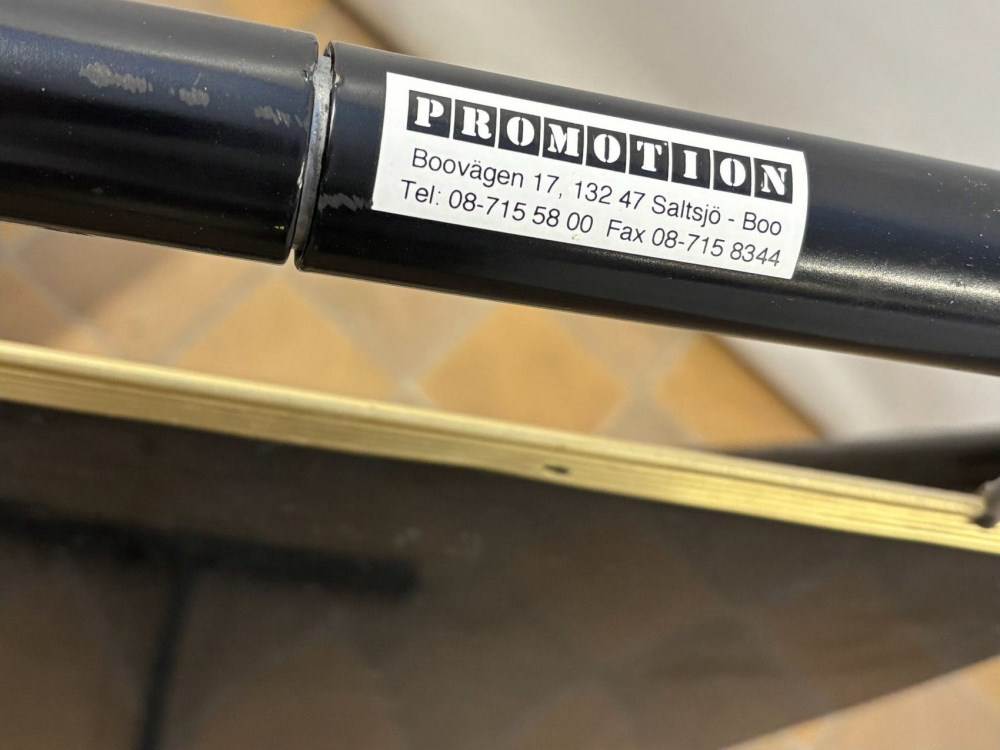 PROMOTION
Boovägen 17, 132 47 Saltsjö - Boo
Tel: 08-715 58 00 Fax 08-715 8344